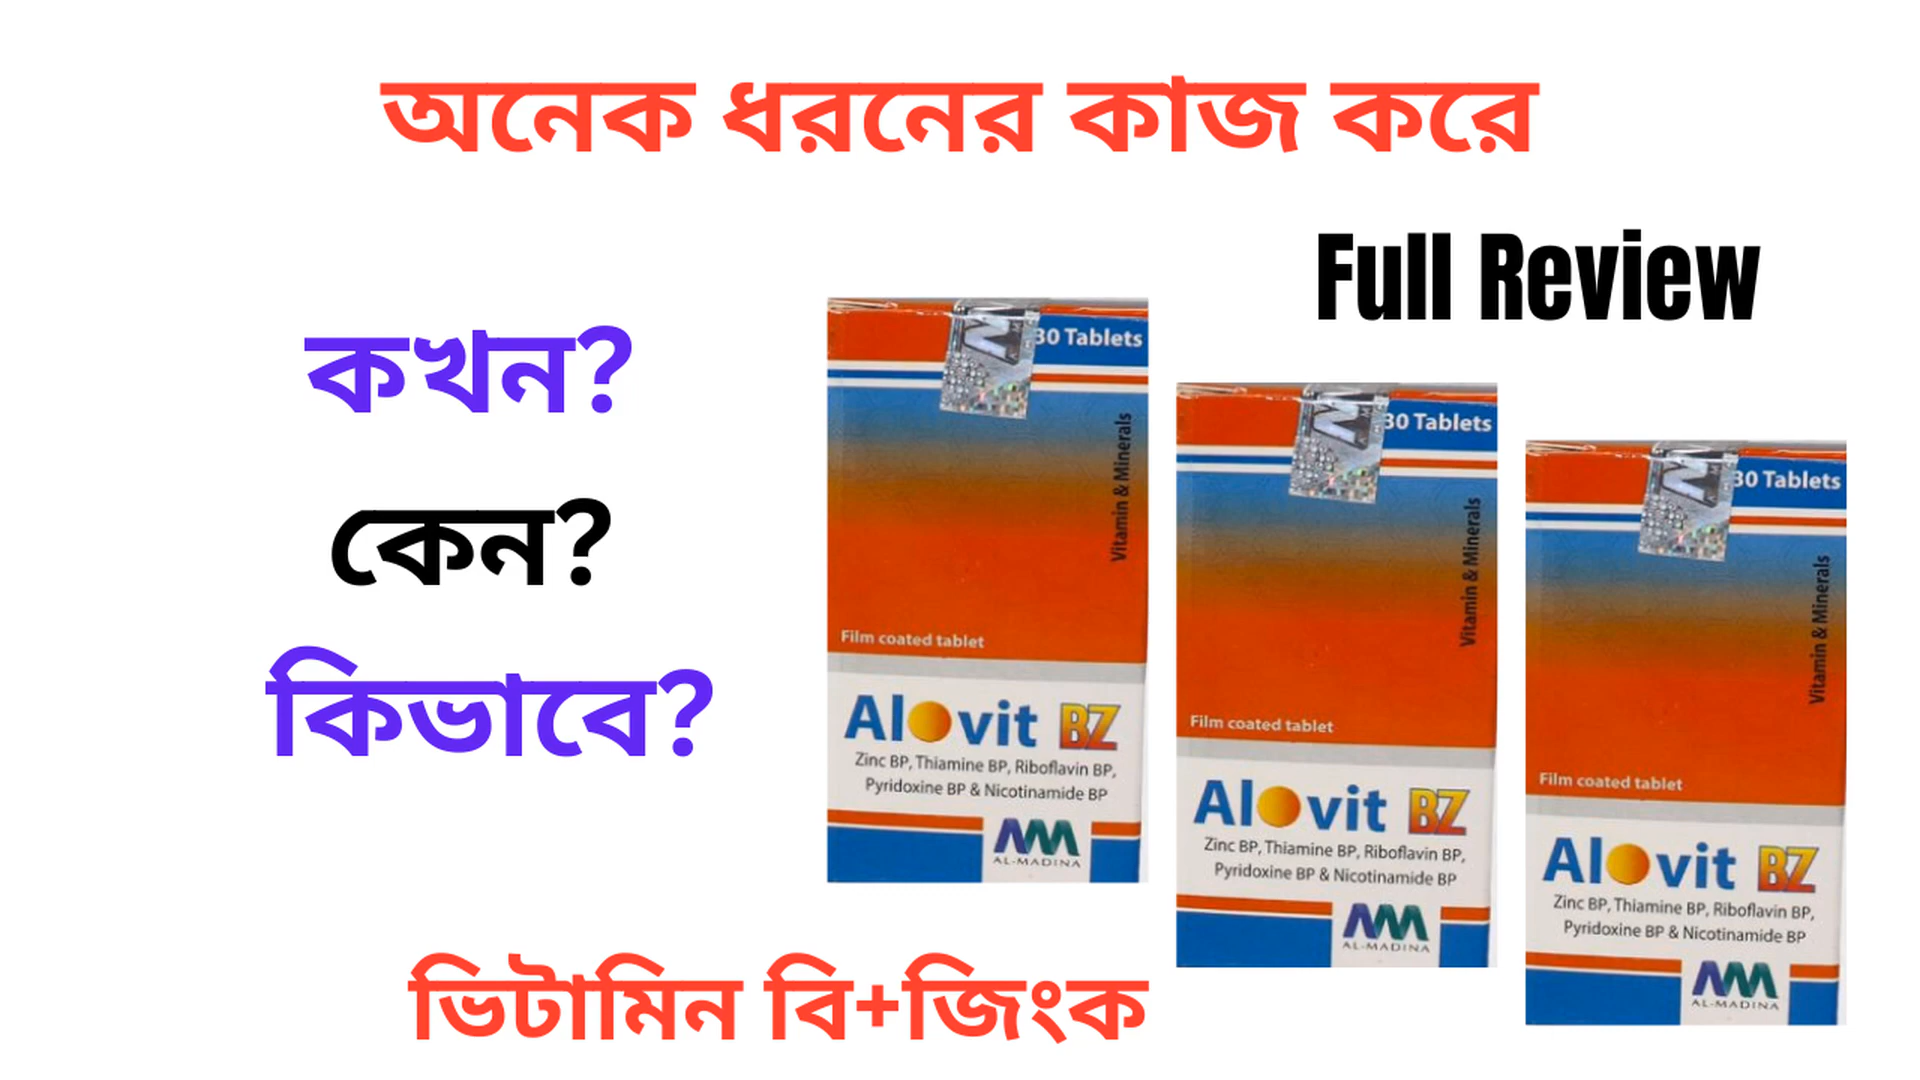 অনেক ধরনের কাজ করে
Full Review
কখন?
কেন?
কিভাবে?
30 Tablets
Vitamin & Minerals
Film coated tablet
Alovit BZ
Zinc BP, Thiamine BP, Riboflavin BP,
Pyridoxine BP & Nicotinamide BP
AL-MADINA
30 Tablets
Vitamin & Minerals
Film coated tablet
Alovit BZ
Zinc BP, Thiamine BP, Riboflavin BP,
Pyridoxine BP & Nicotinamide BP
AL-MADINA
30 Tablets
Vitamin & Minerals
Film coated tablet
Alovit BZ
Zinc BP, Thiamine BP, Riboflavin BP,
Pyridoxine BP & Nicotinamide BP
AL-MADINA
ভিটামিন বি+জিংক